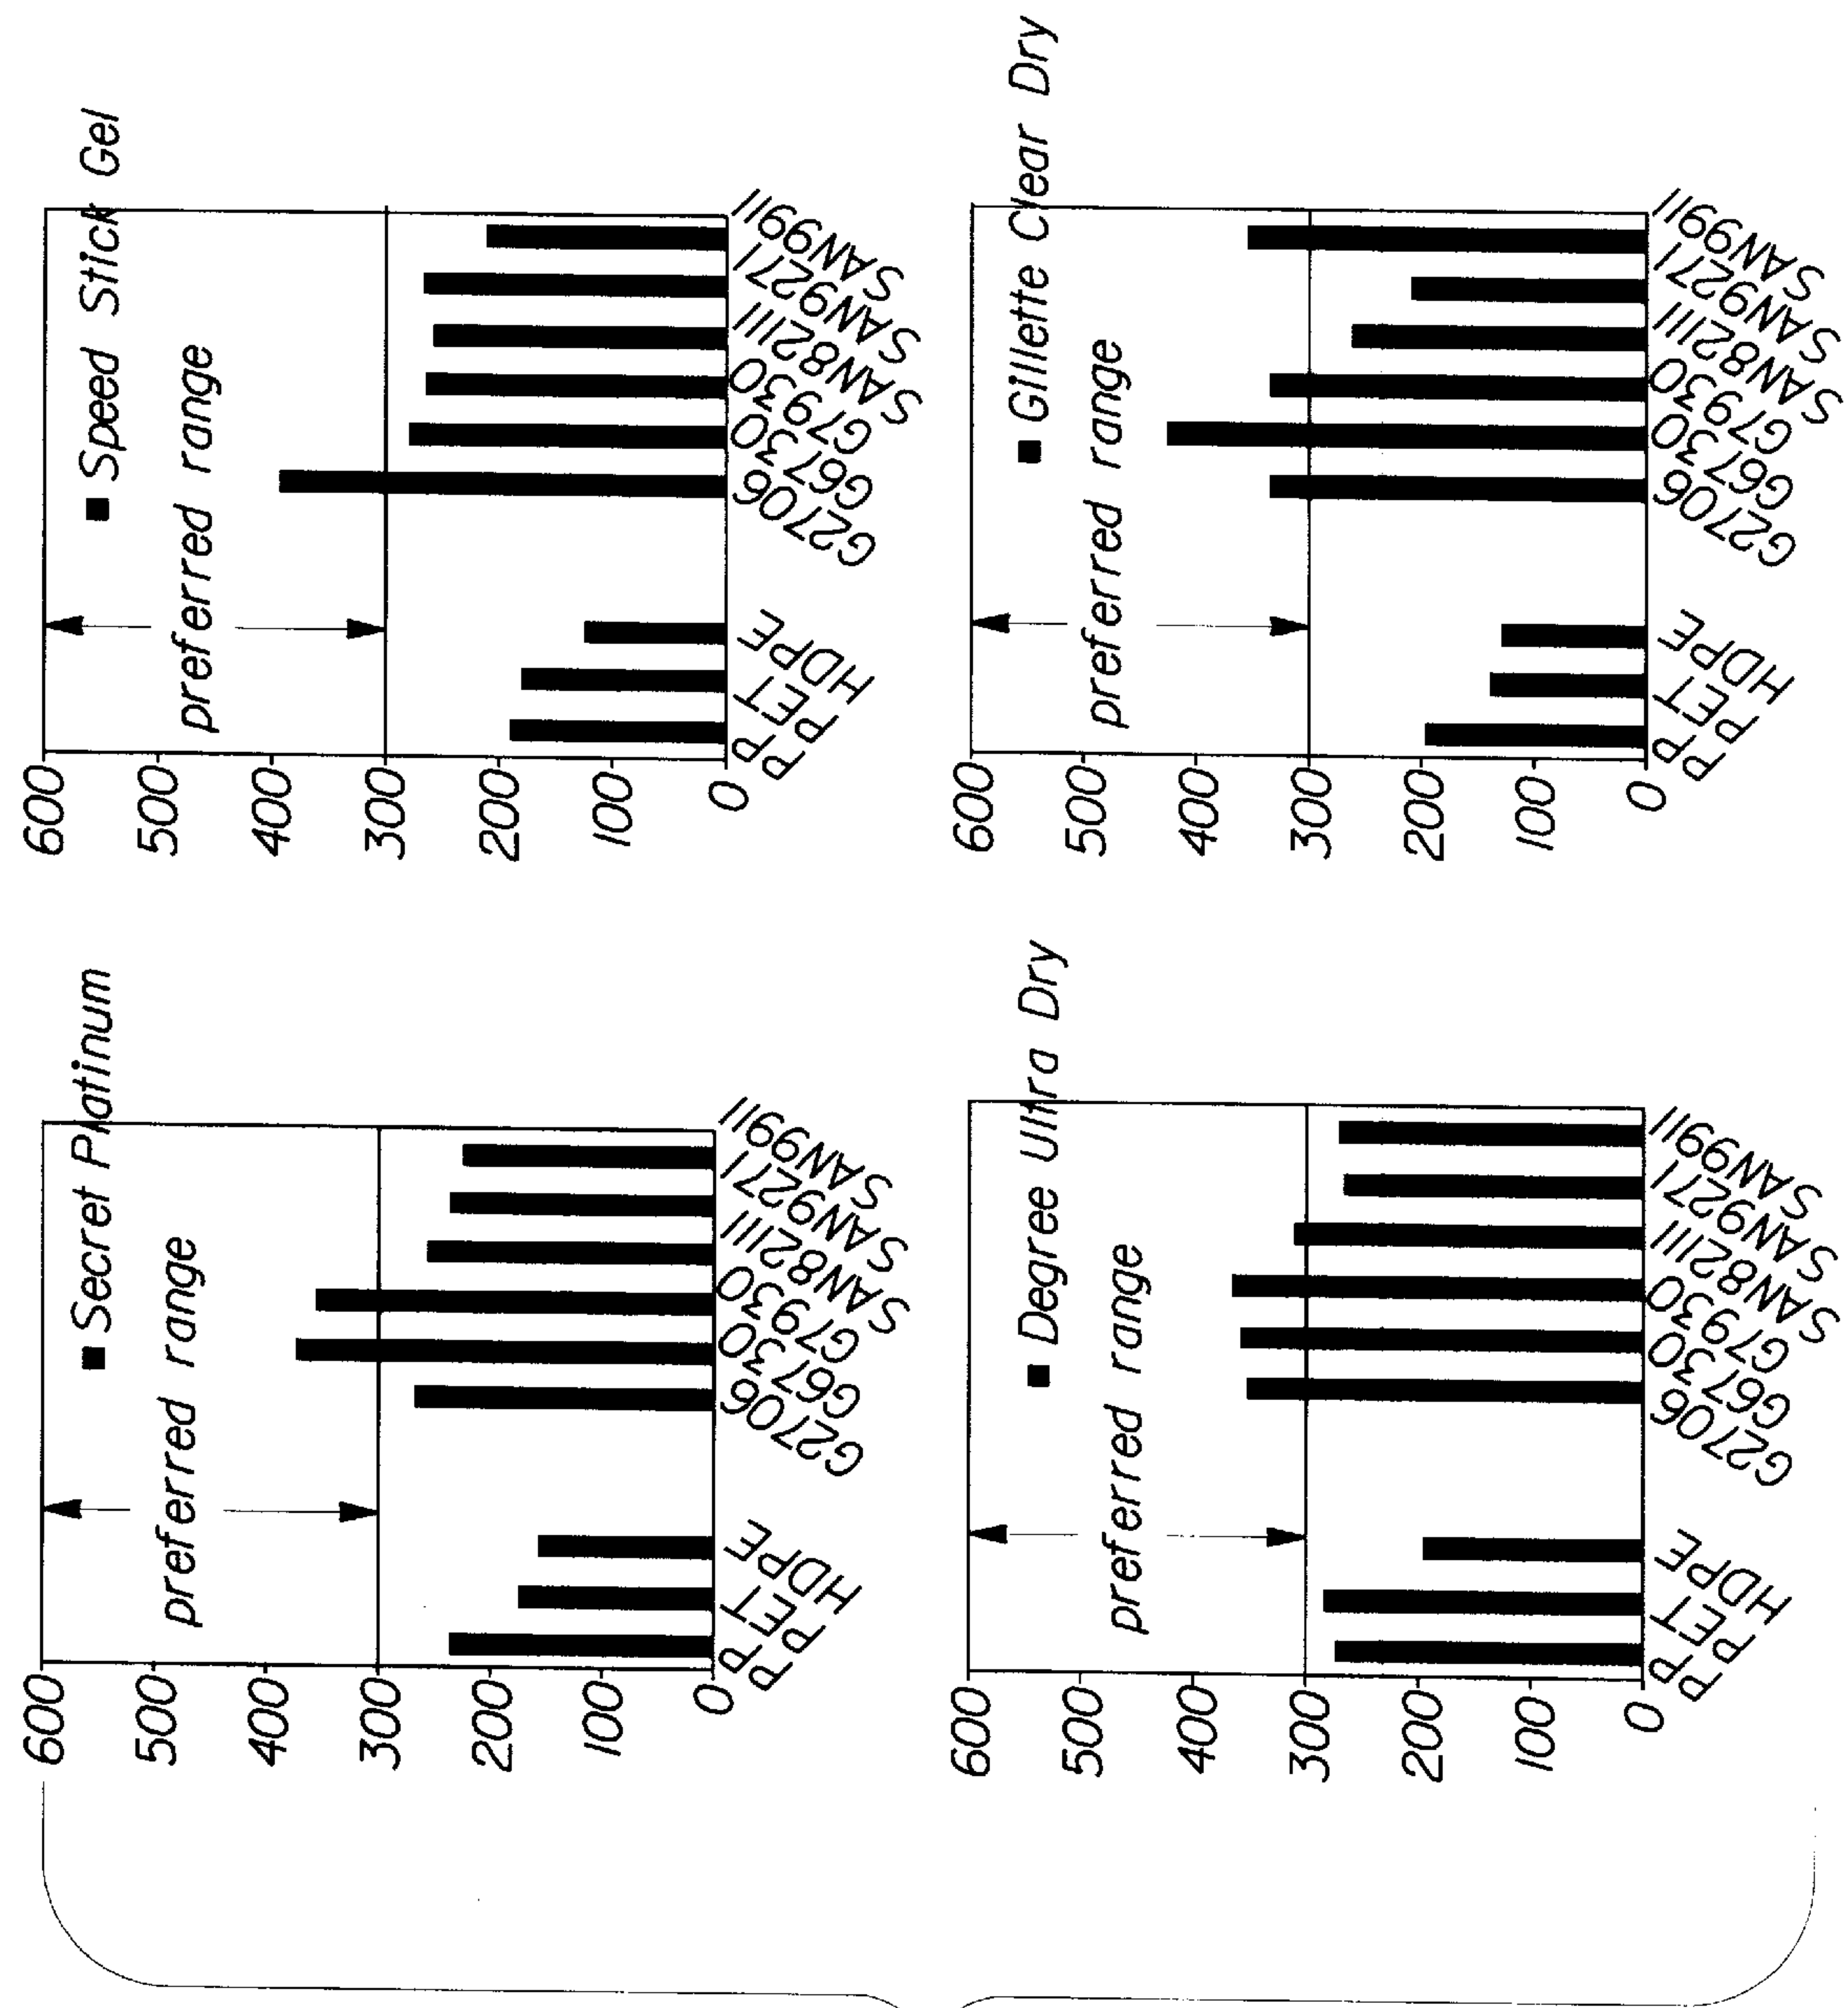 Secret Platinum
preferred range
600
500
400
300
200
100
0
PP
PET
HDPE
G2706
G6730
G7930
SAN82111
SAN9271
SAN9911
Speed Stick Gel
preferred range
600
500
400
300
200
100
0
PP
PET
HDPE
G2706
G6730
G7930
SAN82111
SAN9271
SAN9911
Degree Ultra Dry
preferred range
600
500
400
300
200
100
0
PP
PET
HDPE
G2706
G6730
G7930
SAN82111
SAN9271
SAN9911
Gillette Clear Dry
preferred range
600
500
400
300
200
100
0
PP
PET
HDPE
G2706
G6730
G7930
SAN82111
SAN9271
SAN9911